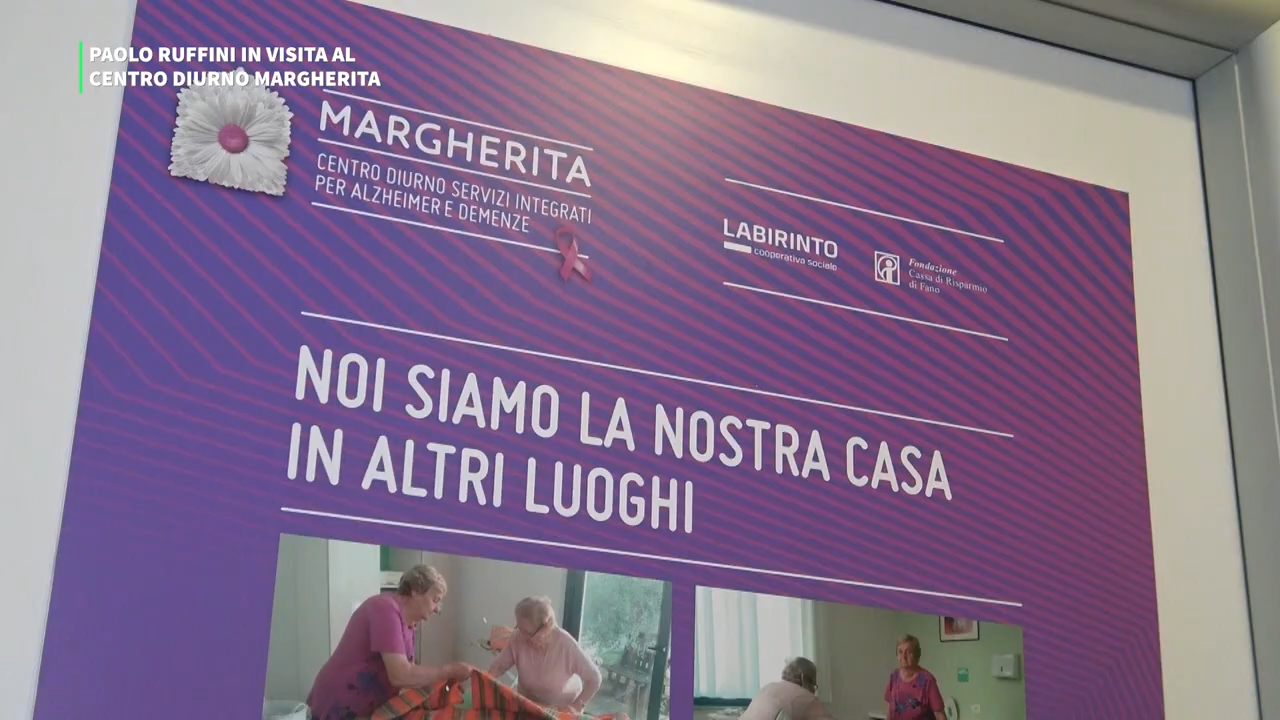 PAOLO RUFFINI IN VISITA AL
CENTRO DIURNO MARGHERITA
MARGHERITA
CENTRO DIURNO SERVIZI INTEGRATI
PER ALZHEIMER E DEMENZE
LABIRINTO
cooperativa sociale
Fondazione
Cassa di Risparmio
di Fano
NOI SIAMO LA NOSTRA CASA
IN ALTRI LUOGHI